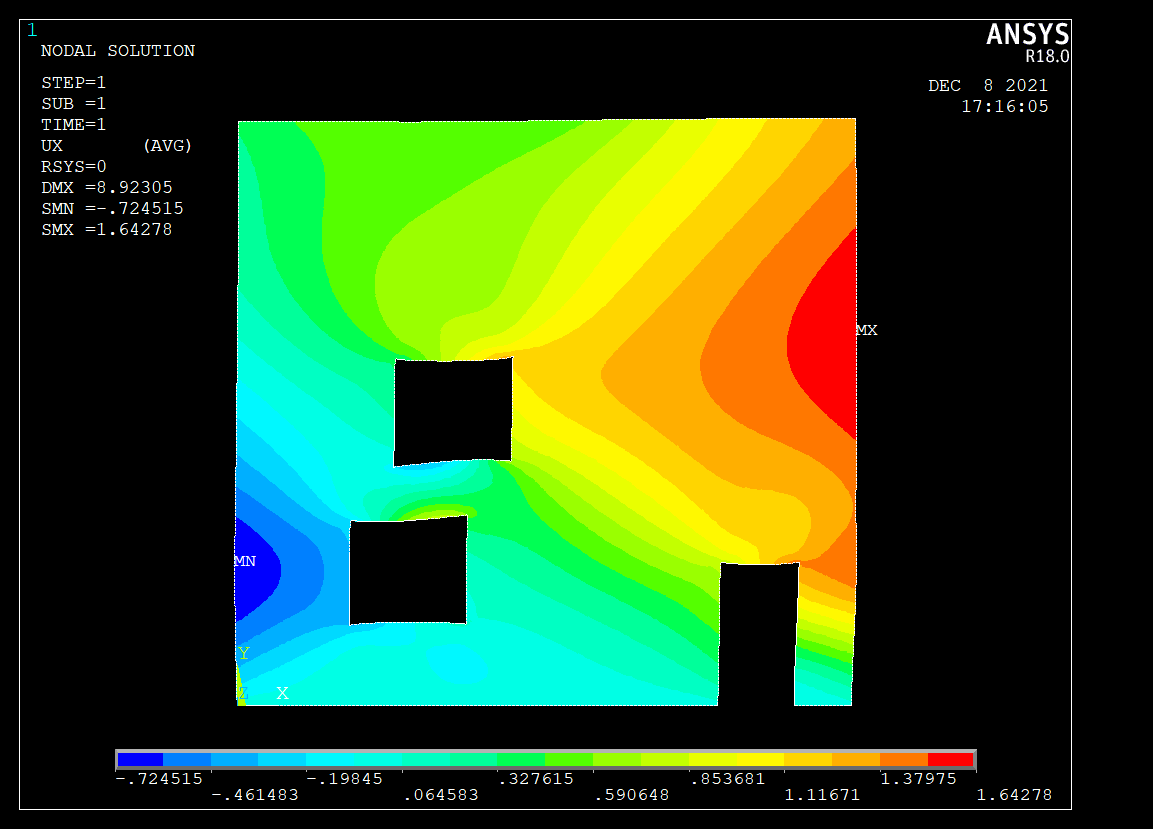 1
ANSYS
R18.0
NODAL SOLUTION
STEP=1
SUB =1
TIME=1
UX (AVG)
RSYS=0
DMX =8.92305
SMN =-.724515
SMX =1.64278
DEC 8 2021
17:16:05
MX
MN
Y
Z X
-.724515 -.19845 .327615 .853681 1.37975
-.461483 .064583 .590648 1.11671 1.64278